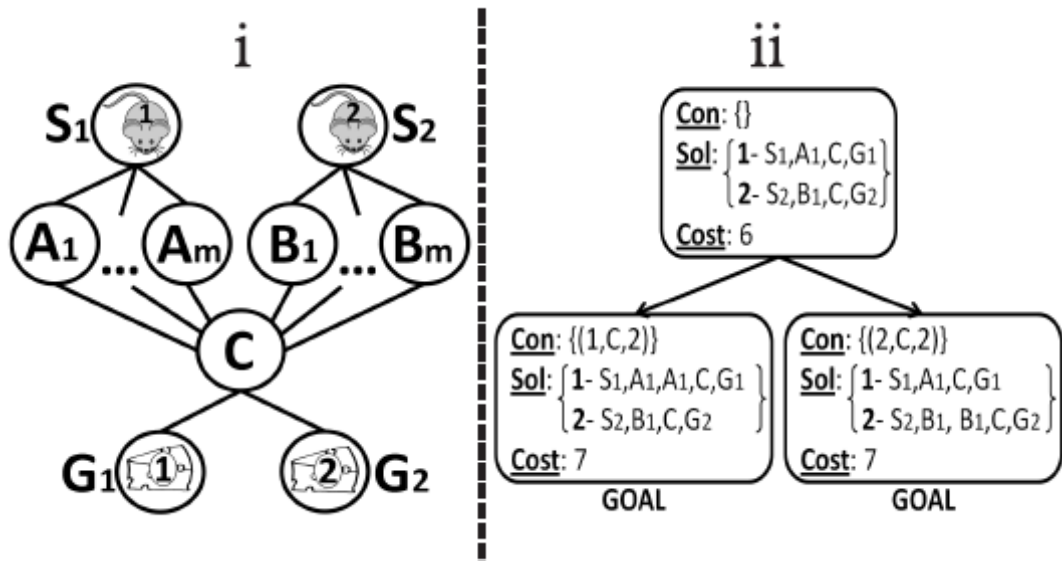 i
1
2
S1
S2
A1
...
Am
B1
...
Bm
C
G1
1
2
G2
ii
Con: {}
Sol: { 1- S1,A1,C,G1
2- S2,B1,C,G2 }
Cost: 6
Con: {(1,C,2)}
Sol: { 1- S1,A1,A1,C,G1
2- S2,B1,C,G2 }
Cost: 7
GOAL
Con: {(2,C,2)}
Sol: { 1- S1,A1,C,G1
2- S2,B1, B1,C,G2 }
Cost: 7
GOAL